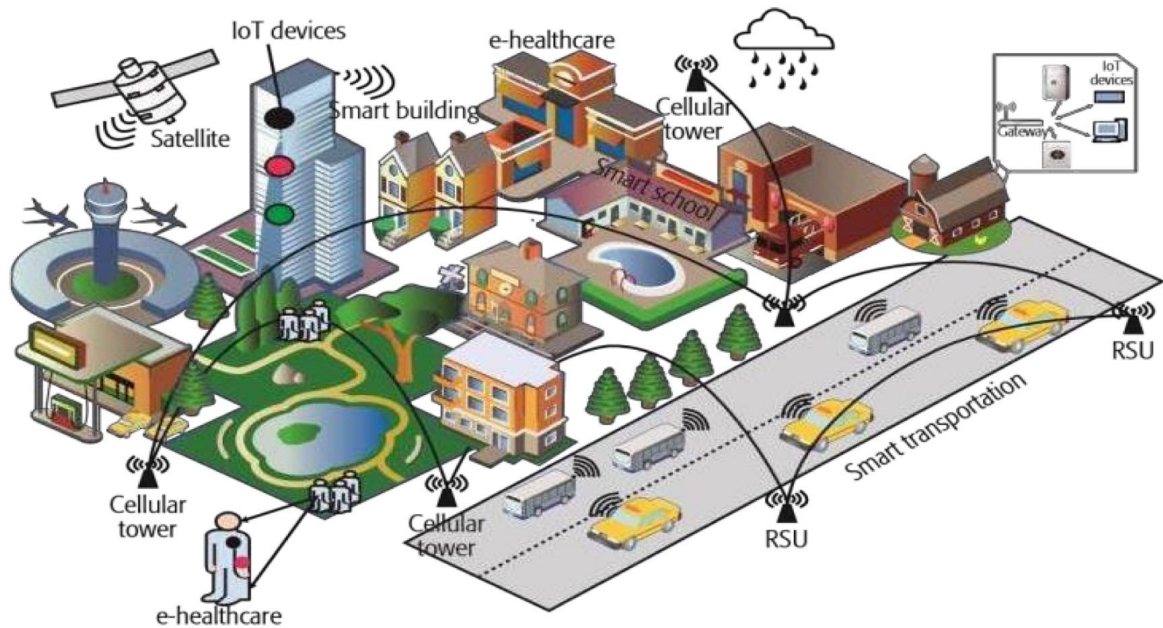 IoT devices
e-healthcare
Satellite
Smart building
Cellular
tower
IoT
devices
Gateway
Smart school
RSU
Smart transportation
Cellular
tower
Cellular
tower
RSU
e-healthcare